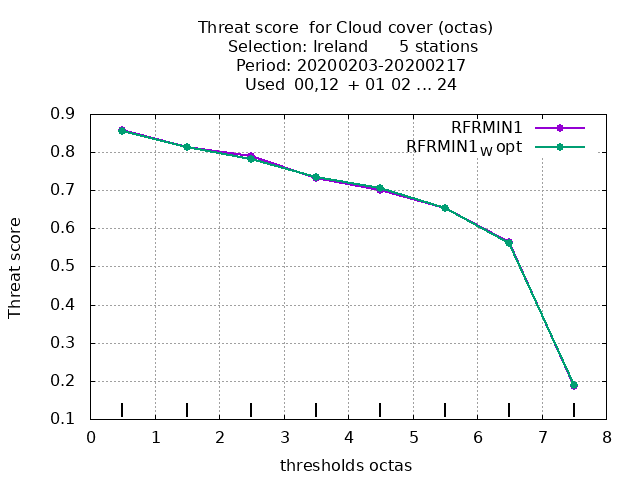 Threat score  for Cloud cover (octas)
Selection: Ireland      5 stations
Period: 20200203-20200217
Used  00,12  + 01 02 ... 24
RFRMIN1
RFRMIN1W opt
Threat score
0.9
0.8
0.7
0.6
0.5
0.4
0.3
0.2
0.1
0 1 2 3 4 5 6 7 8
thresholds octas